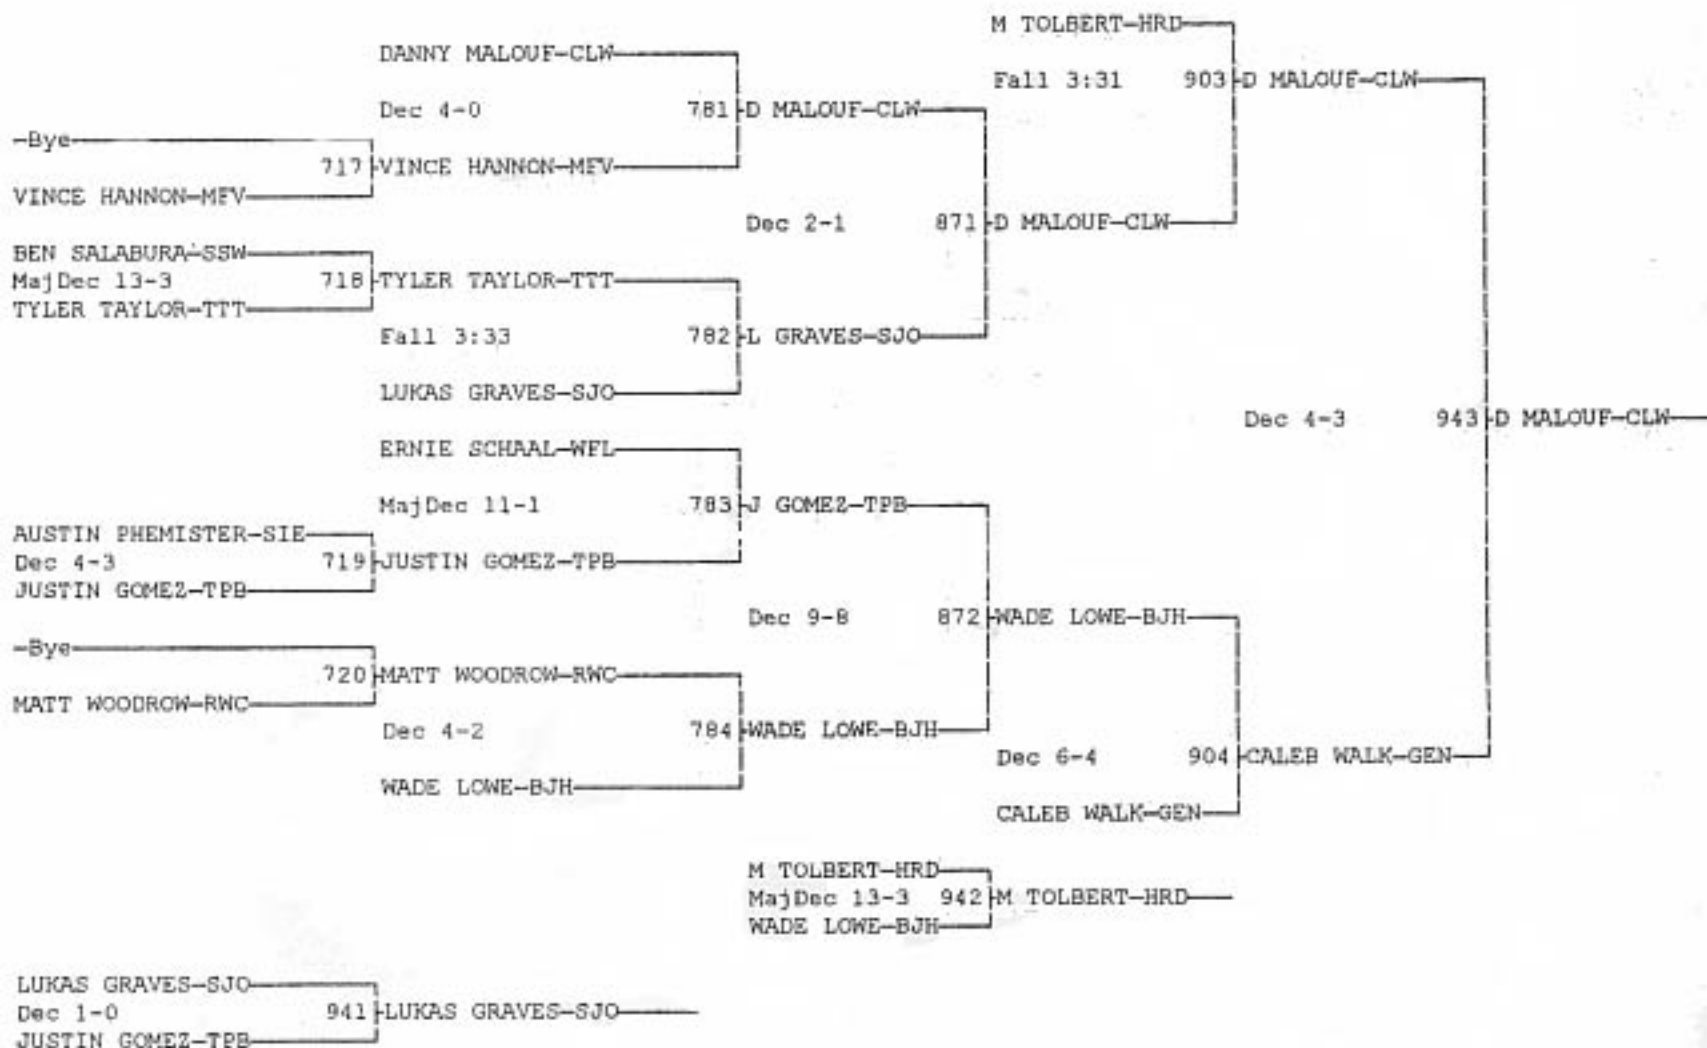 M TOLBERT-HRD
DANNY MALOUF-CLW
Fall 3:31 903 D MALOUF-CLW
Dec 4-0 781 D MALOUF-CLW
-Bye
717 VINCE HANNON-MFV
VINCE HANNON-MFV
Dec 2-1 871 D MALOUF-CLW
BEN SALABURA-SSW
MajDec 13-3 718 TYLER TAYLOR-TTT
TYLER TAYLOR-TTT
Fall 3:33 782 L GRAVES-SJO
LUKAS GRAVES-SJO
Dec 4-3 943 D MALOUF-CLW
ERNIE SCHAAL-WFL
MajDec 11-1 783 J GOMEZ-TPB
AUSTIN PHEMISTER-SIE
Dec 4-3 719 JUSTIN GOMEZ-TPB
JUSTIN GOMEZ-TPB
Dec 9-8 872 WADE LOWE-BJH
-Bye
720 MATT WOODROW-RWC
MATT WOODROW-RWC
Dec 4-2 784 WADE LOWE-BJH
Dec 6-4 904 CALEB WALK-GEN
WADE LOWE-BJH
CALEB WALK-GEN
M TOLBERT-HRD
MajDec 13-3 942 M TOLBERT-HRD
WADE LOWE-BJH
LUKAS GRAVES-SJO
Dec 1-0 941 LUKAS GRAVES-SJO
JUSTIN GOMEZ-TPB